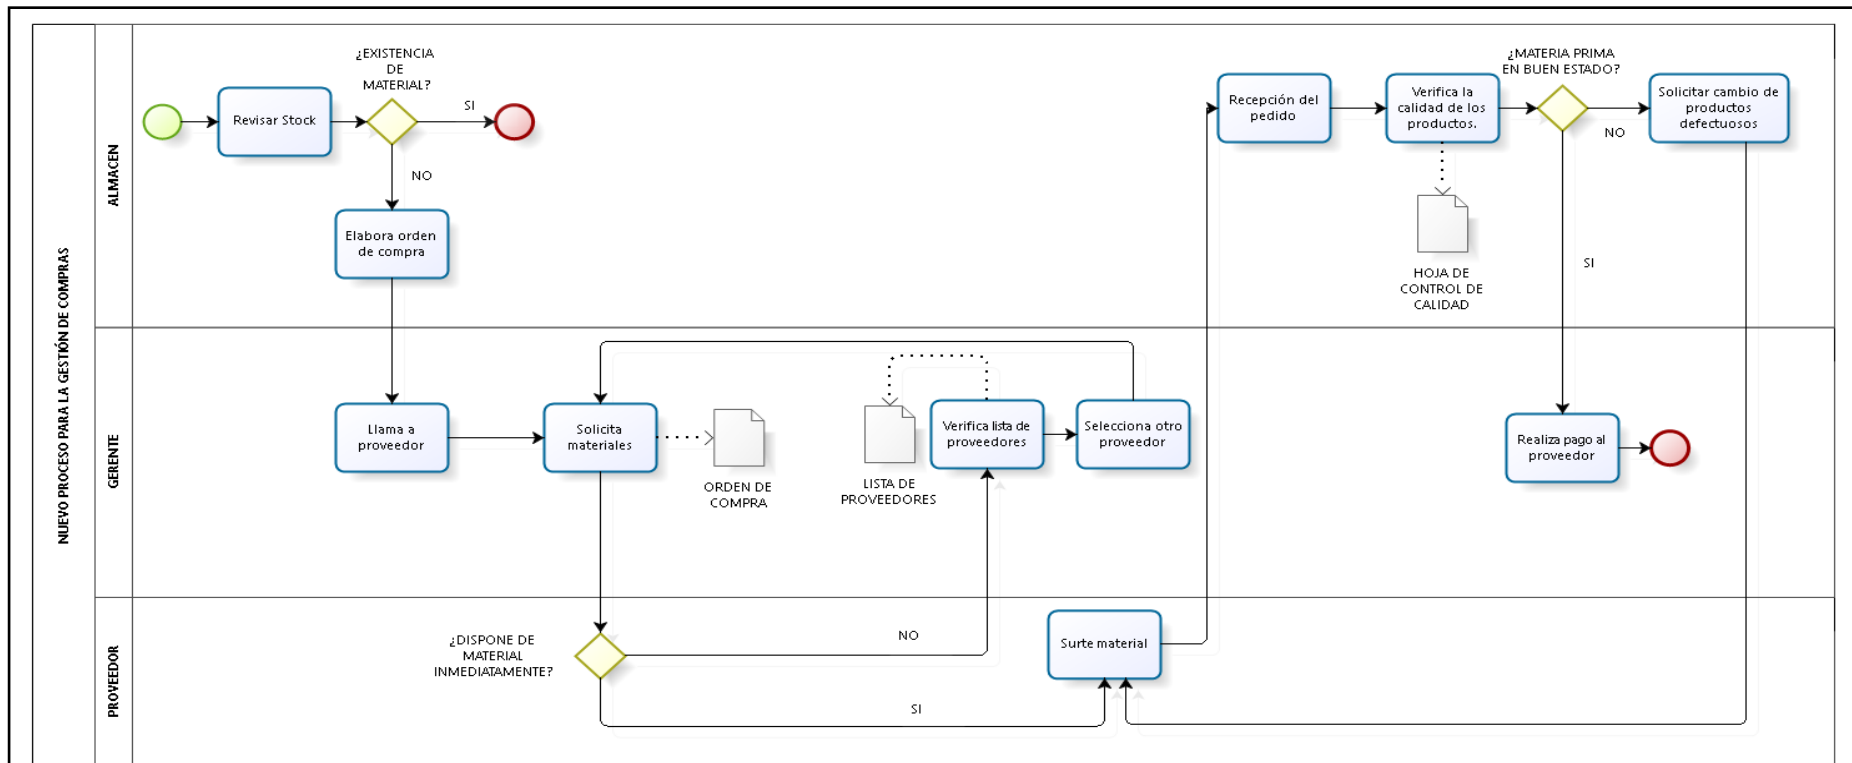 NUEVO PROCESO PARA LA GESTIÓN DE COMPRAS
ALMACEN
Revisar Stock
¿EXISTENCIA
DE
MATERIAL?
SI
NO
Elabora orden
de compra
Recepción del
pedido
Verifica la
calidad de los
productos.
HOJA DE
CONTROL DE
CALIDAD
¿MATERIA PRIMA
EN BUEN ESTADO?
NO
SI
Solicitar cambio de
productos
defectuosos
GERENTE
Llama a
proveedor
Solicita
materiales
ORDEN DE
COMPRA
LISTA DE
PROVEEDORES
Verifica lista de
proveedores
Selecciona otro
proveedor
Realiza pago al
proveedor
PROVEEDOR
¿DISPONE DE
MATERIAL
INMEDIATAMENTE?
NO
SI
Surte material